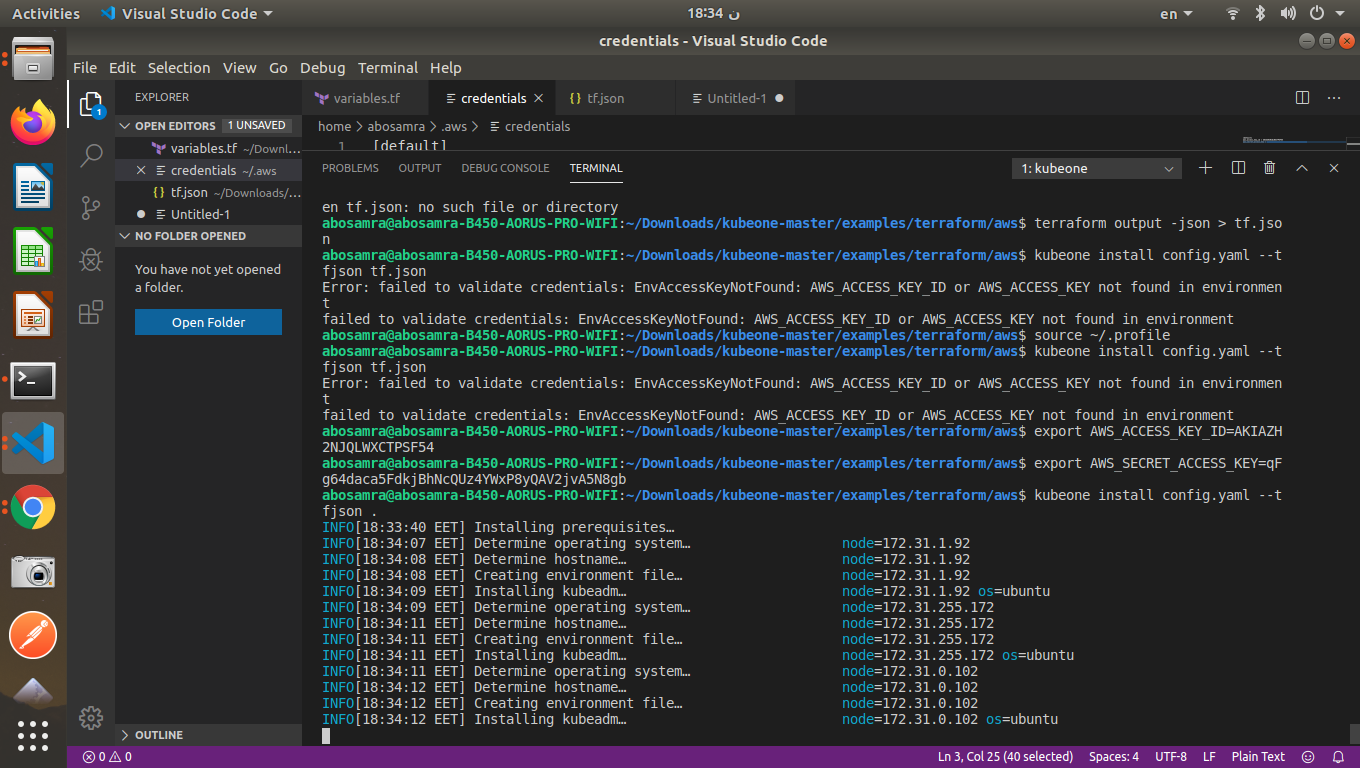 Activities
Visual Studio Code
18:34 ن
en
credentials - Visual Studio Code
File Edit Selection View Go Debug Terminal Help
EXPLORER
OPEN EDITORS 1 UNSAVED
variables.tf ~/Downl...
credentials ~/.aws
tf.json ~/Downloads/...
Untitled-1
NO FOLDER OPENED
You have not yet opened
a folder.
Open Folder
OUTLINE
1
variables.tf
credentials
{} tf.json
Untitled-1
home > abosamra > .aws > credentials
1 [default]
PROBLEMS OUTPUT DEBUG CONSOLE TERMINAL
1: kubeone
en tf.json: no such file or directory
abosamra@abosamra-B450-AORUS-PRO-WIFI:~/Downloads/kubeone-master/examples/terraform/aws$ terraform output -json > tf.jso
n
abosamra@abosamra-B450-AORUS-PRO-WIFI:~/Downloads/kubeone-master/examples/terraform/aws$ kubeone install config.yaml --t
fjson tf.json
Error: failed to validate credentials: EnvAccessKeyNotFound: AWS_ACCESS_KEY_ID or AWS_ACCESS_KEY not found in environmen
t
failed to validate credentials: EnvAccessKeyNotFound: AWS_ACCESS_KEY_ID or AWS_ACCESS_KEY not found in environment
abosamra@abosamra-B450-AORUS-PRO-WIFI:~/Downloads/kubeone-master/examples/terraform/aws$ source ~/.profile
abosamra@abosamra-B450-AORUS-PRO-WIFI:~/Downloads/kubeone-master/examples/terraform/aws$ kubeone install config.yaml --t
fjson tf.json
Error: failed to validate credentials: EnvAccessKeyNotFound: AWS_ACCESS_KEY_ID or AWS_ACCESS_KEY not found in environmen
t
failed to validate credentials: EnvAccessKeyNotFound: AWS_ACCESS_KEY_ID or AWS_ACCESS_KEY not found in environment
abosamra@abosamra-B450-AORUS-PRO-WIFI:~/Downloads/kubeone-master/examples/terraform/aws$ export AWS_ACCESS_KEY_ID=AKIAZH
2NJQLWXCTPSF54
abosamra@abosamra-B450-AORUS-PRO-WIFI:~/Downloads/kubeone-master/examples/terraform/aws$ export AWS_SECRET_ACCESS_KEY=qF
g64daca5FdkjBhNcQUz4YWxP8yQAV2jvA5N8gb
abosamra@abosamra-B450-AORUS-PRO-WIFI:~/Downloads/kubeone-master/examples/terraform/aws$ kubeone install config.yaml --t
fjson .
INFO[18:33:40 EET] Installing prerequisites…
INFO[18:34:07 EET] Determine operating system… node=172.31.1.92
INFO[18:34:08 EET] Determine hostname… node=172.31.1.92
INFO[18:34:08 EET] Creating environment file… node=172.31.1.92
INFO[18:34:09 EET] Installing kubeadm… node=172.31.1.92 os=ubuntu
INFO[18:34:09 EET] Determine operating system… node=172.31.255.172
INFO[18:34:11 EET] Determine hostname… node=172.31.255.172
INFO[18:34:11 EET] Creating environment file… node=172.31.255.172
INFO[18:34:11 EET] Installing kubeadm… node=172.31.255.172 os=ubuntu
INFO[18:34:11 EET] Determine operating system… node=172.31.0.102
INFO[18:34:12 EET] Determine hostname… node=172.31.0.102
INFO[18:34:12 EET] Creating environment file… node=172.31.0.102
INFO[18:34:12 EET] Installing kubeadm… node=172.31.0.102 os=ubuntu
0 0
Ln 3, Col 25 (40 selected) Spaces: 4 UTF-8 LF Plain Text